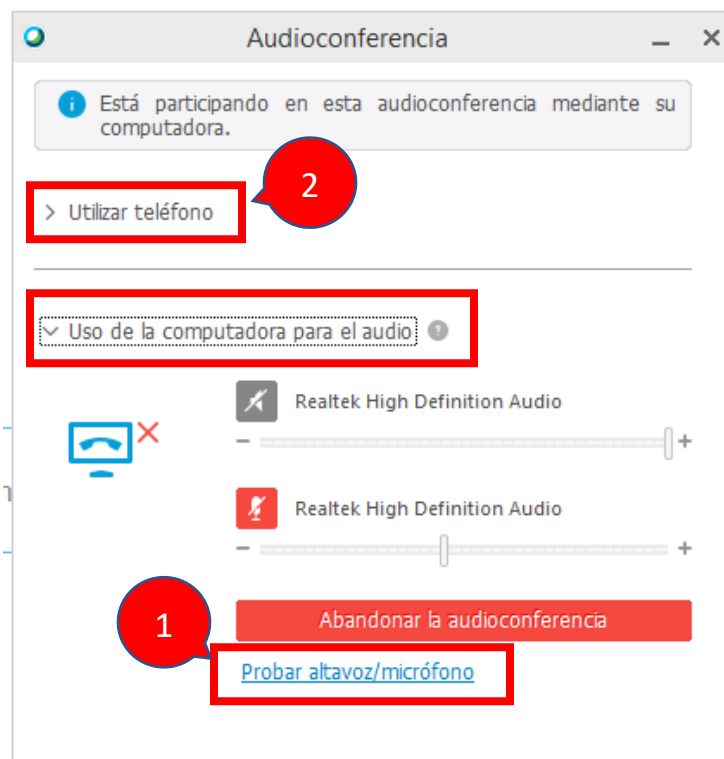 Audioconferencia
Está participando en esta audioconferencia mediante su
computadora.
2
Utilizar teléfono
Uso de la computadora para el audio ?
Realtek High Definition Audio
- +
Realtek High Definition Audio
- +
1
Abandonar la audioconferencia
Probar altavoz/micrófono